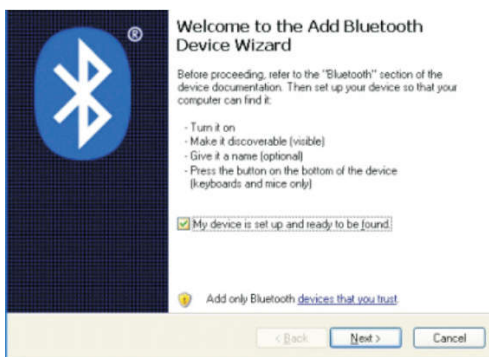 ®
Welcome to the Add Bluetooth
Device Wizard
Before proceeding, refer to the "Bluetooth" section of the
device documentation. Then set up your device so that your
computer can find it:
- Turn it on
- Make it discoverable (visible)
- Give it a name (optional)
- Press the button on the bottom of the device
(keyboards and mice only)
My device is set up and ready to be found.
Add only Bluetooth devices that you trust.
< Back
Next >
Cancel